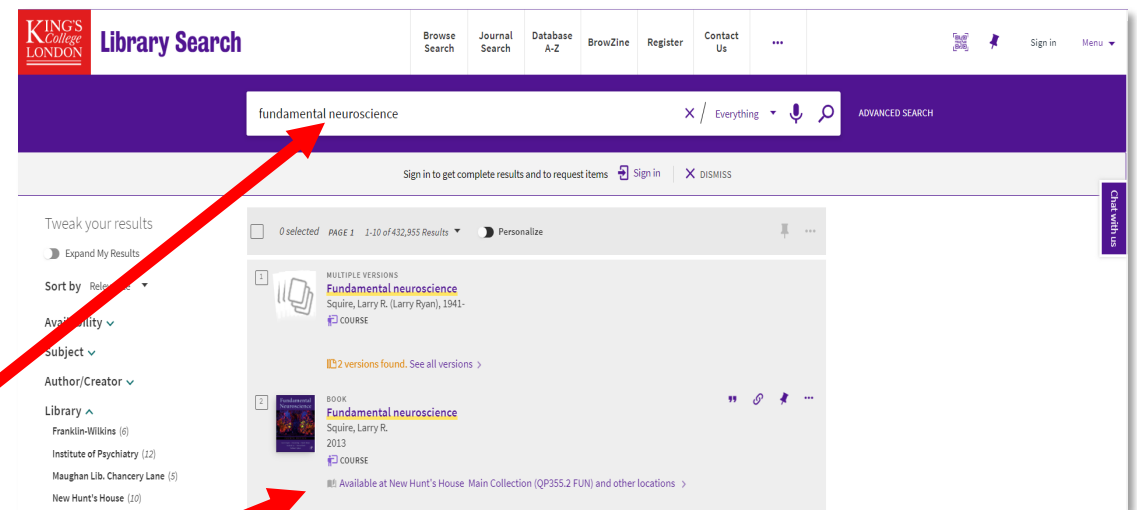 KING'S
College
LONDON
Library Search
Browse Search
Journal Search
Database A-Z
BrowZine
Register
Contact Us
•••
Sign in
Menu
fundamental neuroscience
Everything
ADVANCED SEARCH
Sign in to get complete results and to request items Sign in DISMISS
Chat with us
Tweak your results
Expand My Results
Sort by
Availability
Subject
Author/Creator
Library
Franklin-Wilkins (6)
Institute of Psychiatry (12)
Maughan Lib. Chancery Lane (5)
New Hunt's House (10)
0 selected PAGE 1 1-10 of 432,955 Results Personalize
1
MULTIPLE VERSIONS
Fundamental neuroscience
Squire, Larry R. (Larry Ryan), 1941-
COURSE
2 versions found. See all versions
2
Fundamental
Neuroscience
BOOK
Fundamental neuroscience
Squire, Larry R.
2013
COURSE
Available at New Hunt's House Main Collection (QP355.2 FUN) and other locations